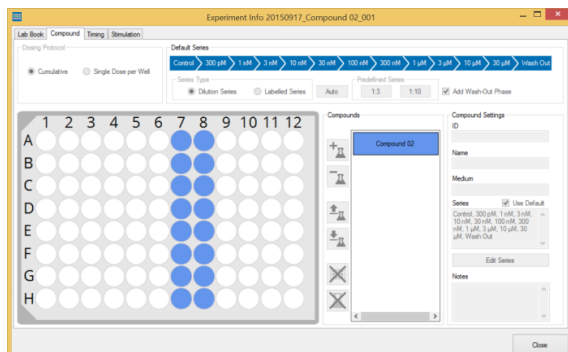 Experiment Info 20150917_Compound 02_001
Lab Book Compound Timing Stimulation
Dosing Protocol
Cumulative Single Dose per Well
Default Series
Control 300 pM 1 nM 3 nM 10 nM 30 nM 100 nM 300 nM 1 µM 3 µM 10 µM 30 µM Wash Out
Series Type
Dilution Series Labelled Series
Auto
Predefined Series
1:3 1:10
Add Wash-Out Phase
1 2 3 4 5 6 7 8 9 10 11 12
A
B
C
D
E
F
G
H
Compounds
Compound 02
Compound Settings
ID
Name
Medium
Series Use Default
Control, 300 pM, 1 nM, 3 nM,
10 nM, 30 nM, 100 nM, 300
nM, 1 µM, 3 µM, 10 µM, 30
µM, Wash Out
Edit Series
Notes
Close